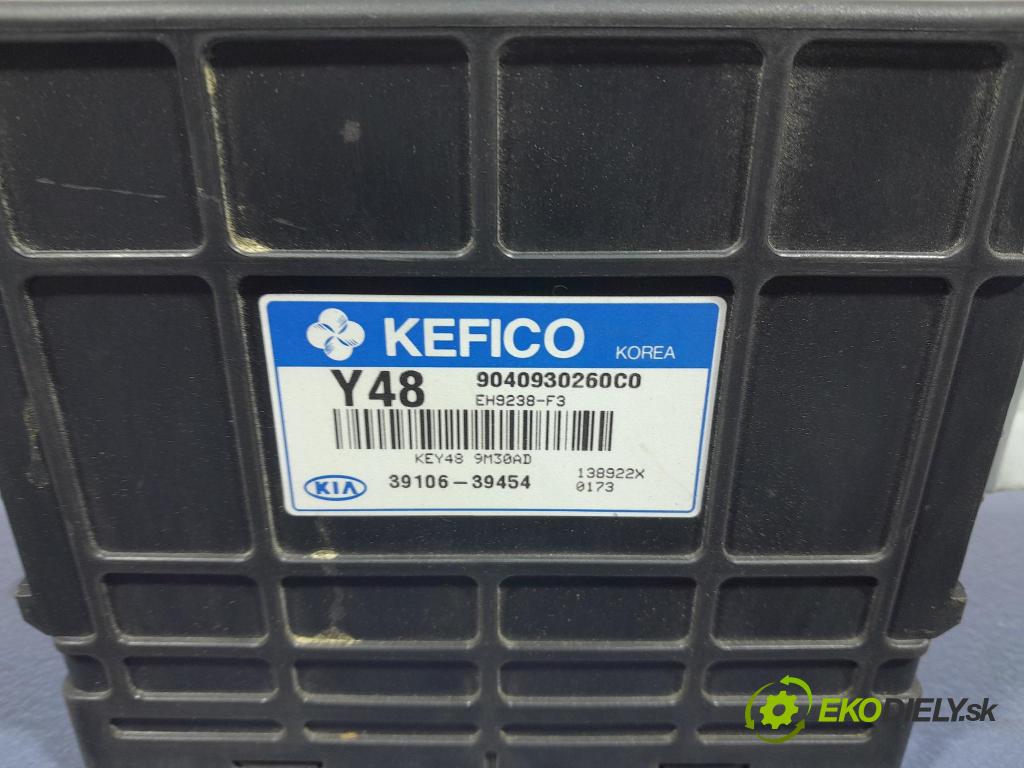 KEFICO KOREA
Y48 9040930260C0
EH9238-F3
KEY48 9M30AD
KIA 39106-39454 138922X
0173
EKODIELY.sk